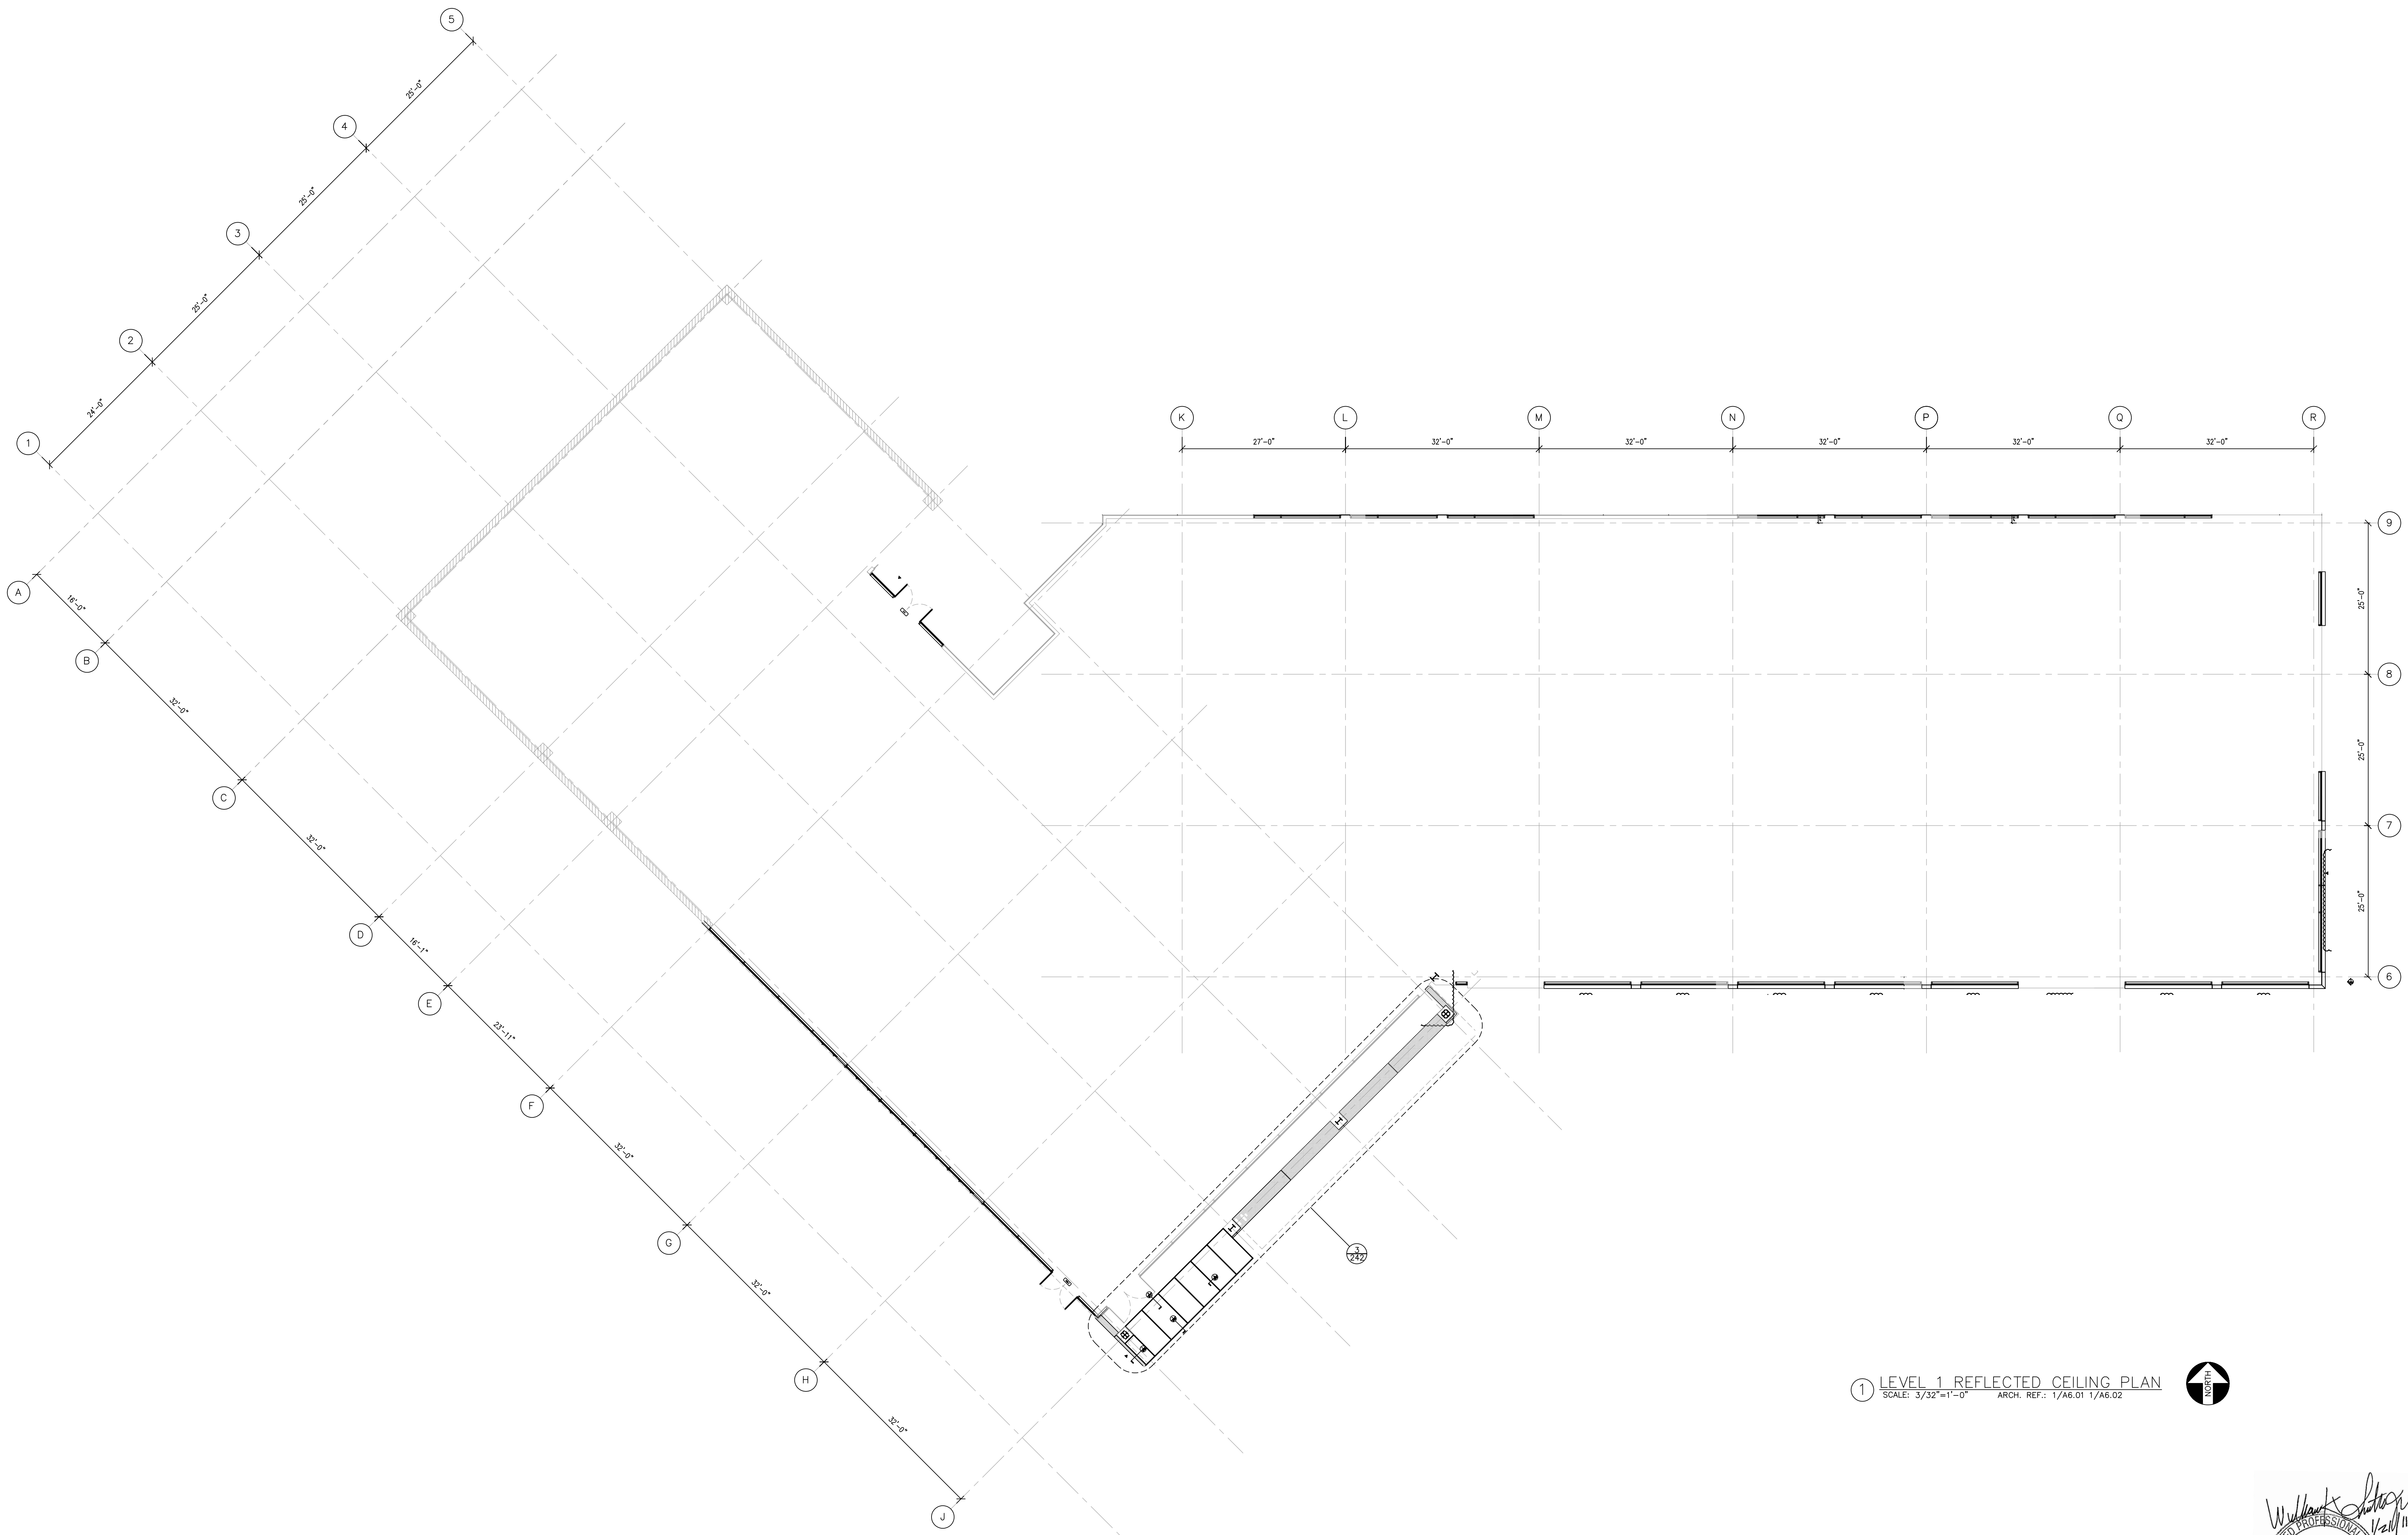 5
25'-0"
4
25'-0"
3
25'-0"
2
24'-0"
1
K
L
M
N
P
Q
R
27'-0"
32'-0"
32'-0"
32'-0"
32'-0"
32'-0"
9
25'-0"
8
25'-0"
7
25'-0"
6
A
16'-0"
B
32'-0"
C
32'-0"
D
16'-1"
E
23'-11"
F
32'-0"
G
32'-0"
H
32'-0"
J
3
242
1 LEVEL 1 REFLECTED CEILING PLAN
SCALE: 3/32"=1'-0" ARCH. REF.: 1/A6.01 1/A6.02
NORTH
PROFESSIONAL